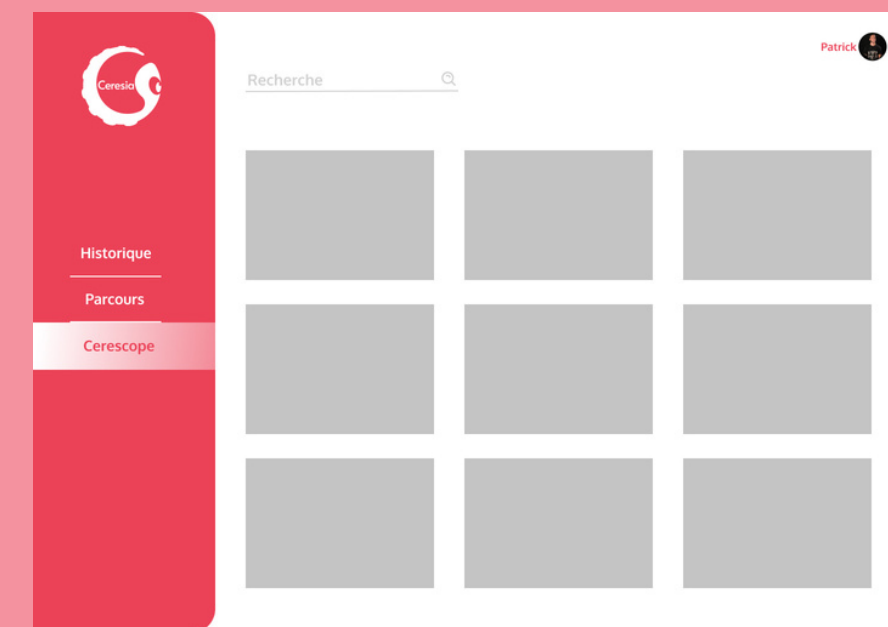 Ceresia
Patrick
Recherche
Historique
Parcours
Cerescope